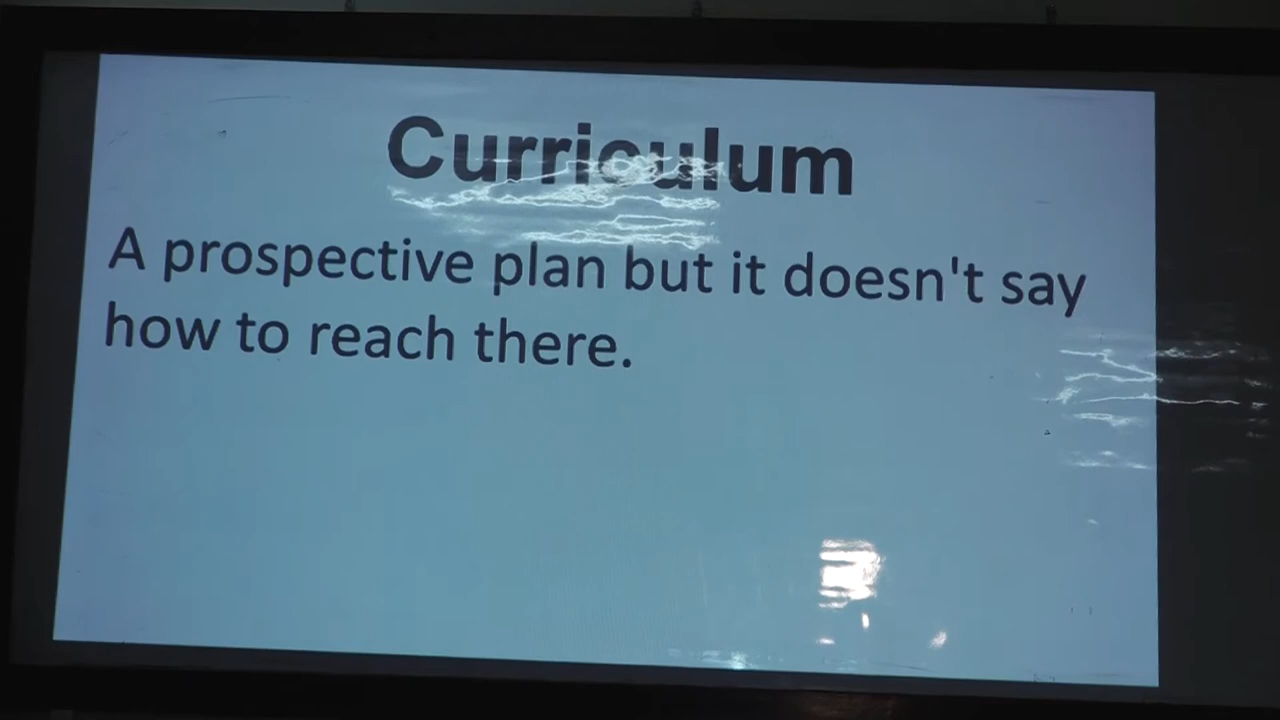 Curriculum
A prospective plan but it doesn't say
how to reach there.